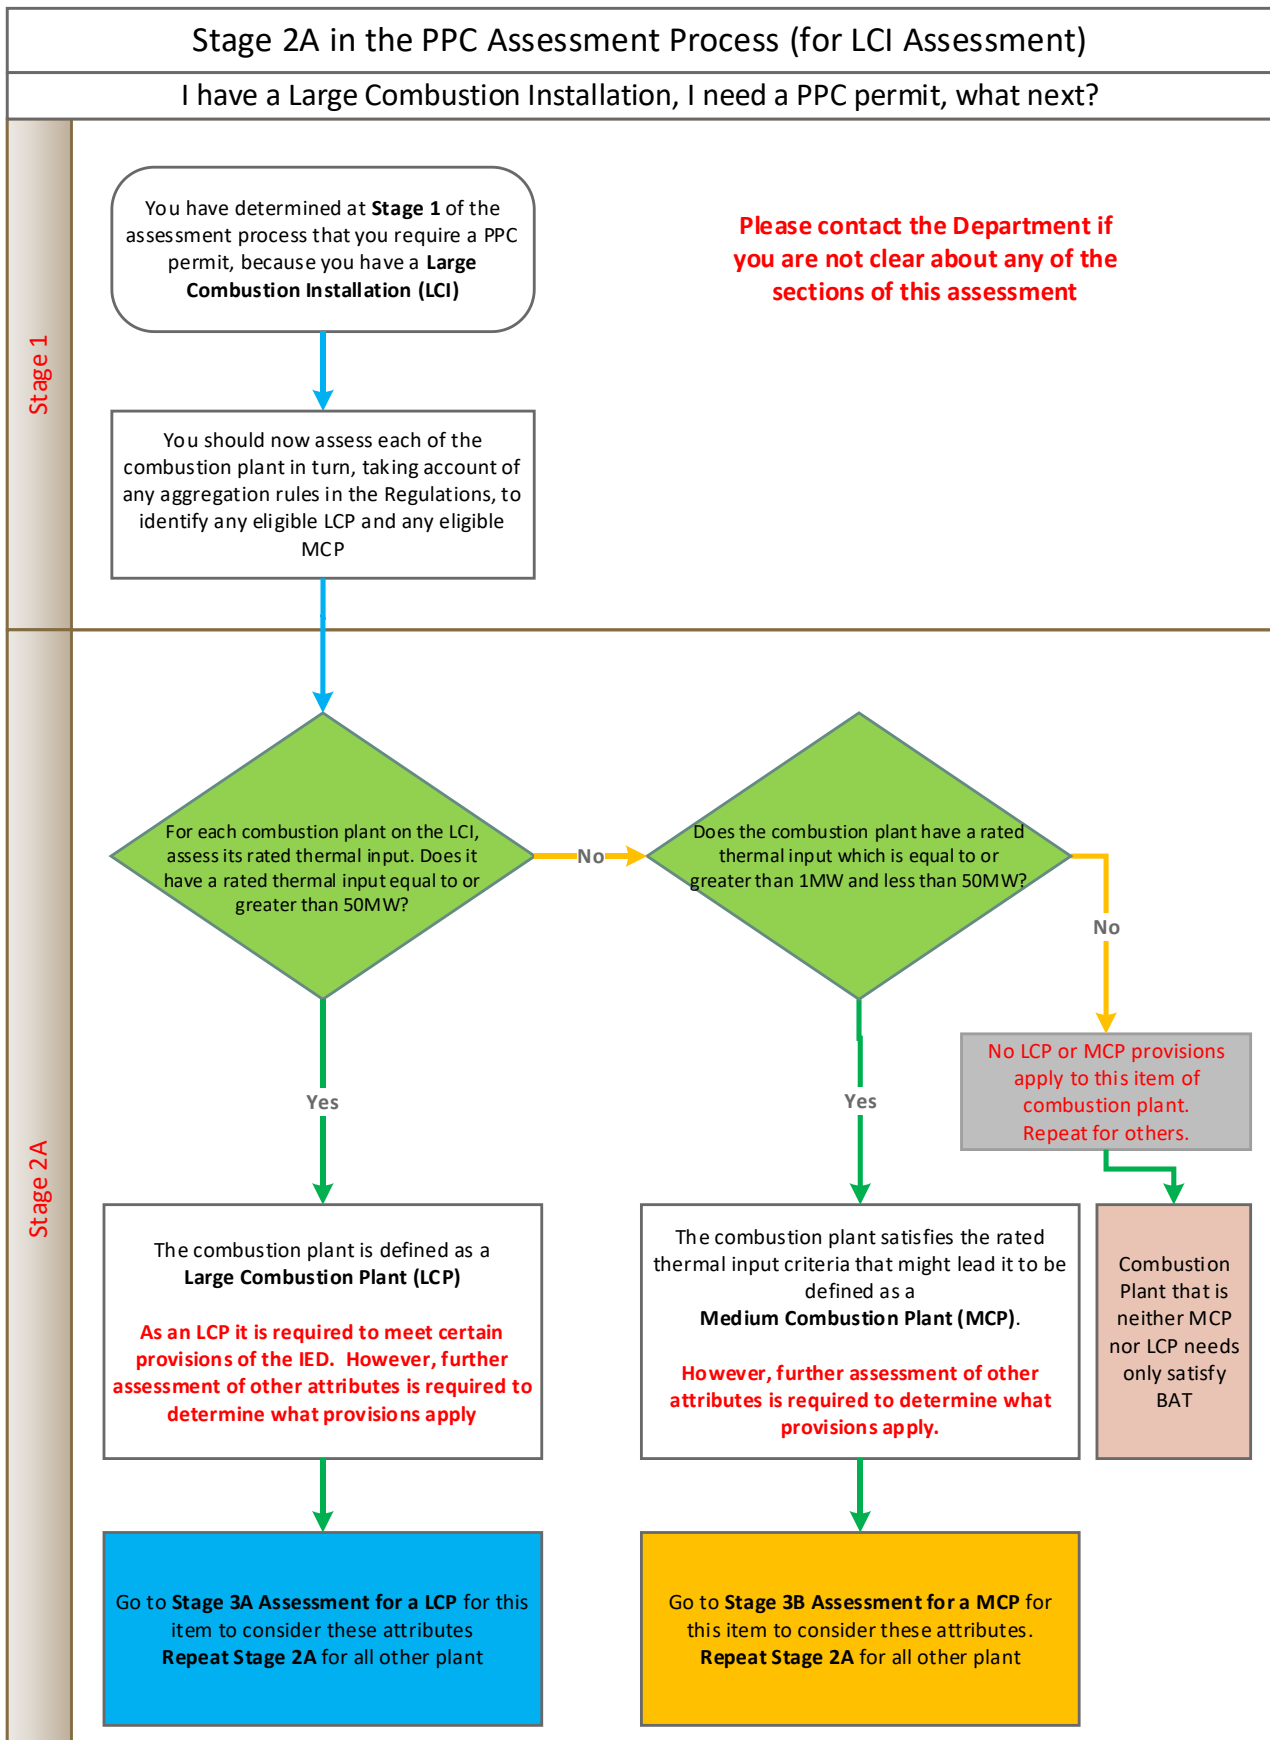 Stage 2A in the PPC Assessment Process (for LCI Assessment)
I have a Large Combustion Installation, I need a PPC permit, what next?
Stage 1
You have determined at Stage 1 of the
assessment process that you require a PPC
permit, because you have a Large
Combustion Installation (LCI)
Please contact the Department if
you are not clear about any of the
sections of this assessment
You should now assess each of the
combustion plant in turn, taking account of
any aggregation rules in the Regulations, to
identify any eligible LCP and any eligible
MCP
Stage 2A
For each combustion plant on the LCI,
assess its rated thermal input. Does it
have a rated thermal input equal to or
greater than 50MW?
No
Does the combustion plant have a rated
thermal input which is equal to or
greater than 1MW and less than 50MW?
No
No LCP or MCP provisions
apply to this item of
combustion plant.
Repeat for others.
Yes
Yes
The combustion plant is defined as a
Large Combustion Plant (LCP)
As an LCP it is required to meet certain
provisions of the IED.  However, further
assessment of other attributes is required to
determine what provisions apply
The combustion plant satisfies the rated
thermal input criteria that might lead it to be
defined as a
Medium Combustion Plant (MCP).
However, further assessment of other
attributes is required to determine what
provisions apply.
Combustion
Plant that is
neither MCP
nor LCP needs
only satisfy
BAT
Go to Stage 3A Assessment for a LCP for this
item to consider these attributes
Repeat Stage 2A for all other plant
Go to Stage 3B Assessment for a MCP for
this item to consider these attributes.
Repeat Stage 2A for all other plant